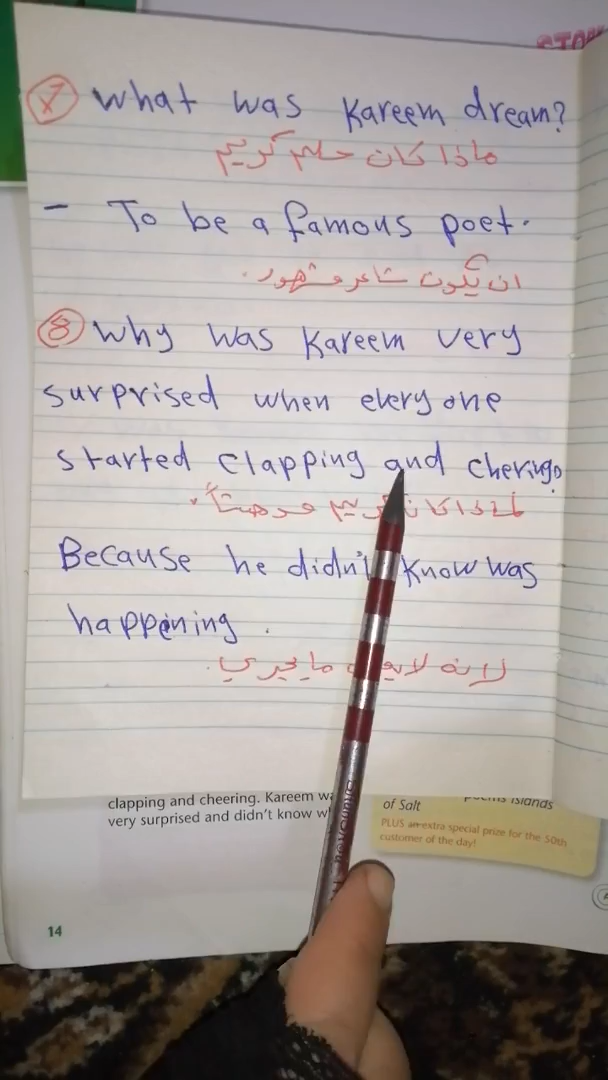 7 What was Kareem dream?
ماذا كان حلم كريم
- To be a famous poet.
ان يكون شاعر مشهور.
8 Why was Kareem very
surprised when every one
started clapping and chering?
لماذا كان كريم مندهشاً.
Because he didn't know was
happening.
لانه لا ما يجري.
clapping and cheering. Kareem
very surprised and didn't know
of Salt
poems Islands
PLUS an extra special prize for the 50th
customer of the day!
14